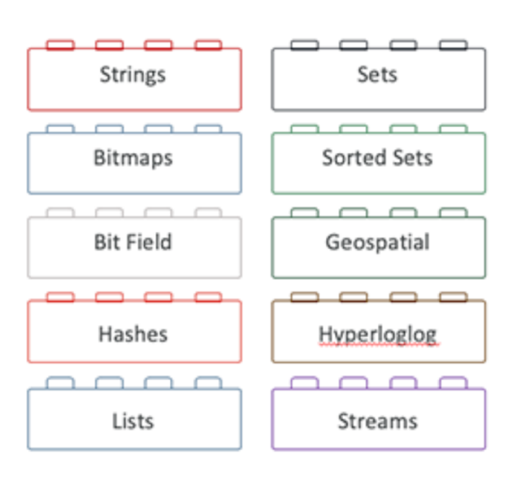 Strings
Sets
Bitmaps
Sorted Sets
Bit Field
Geospatial
Hashes
Hyperloglog
Lists
Streams